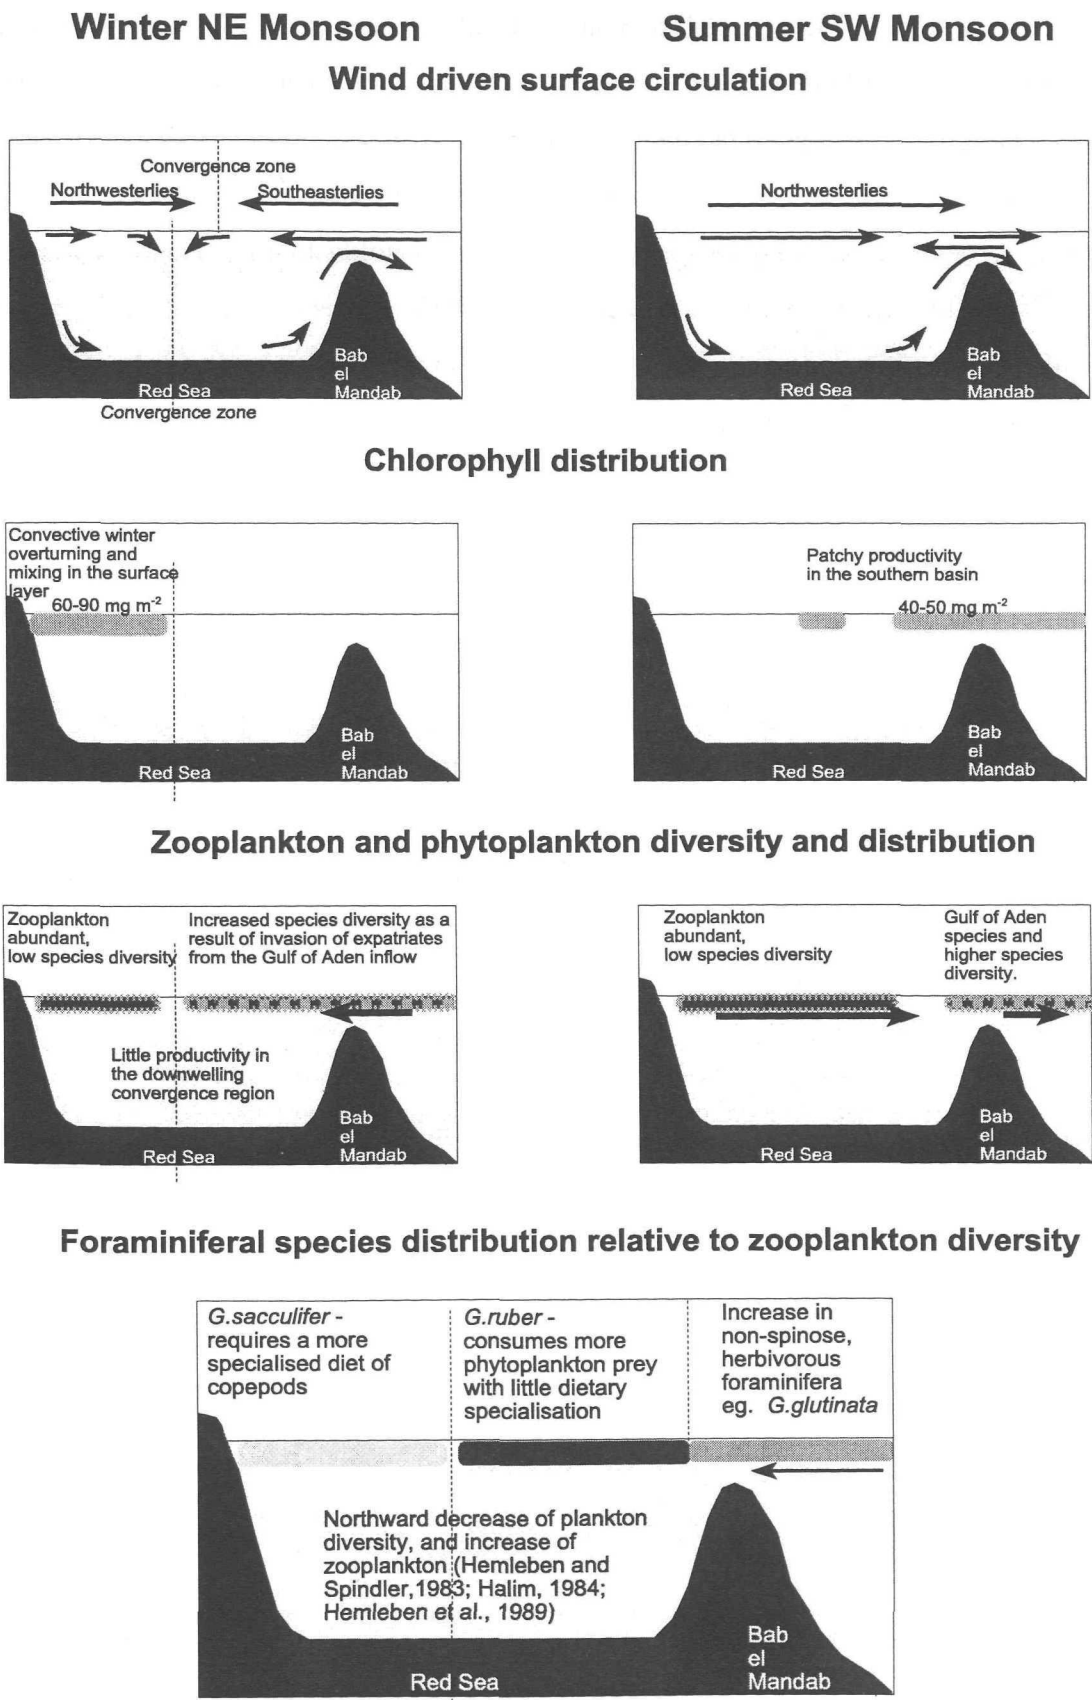 Winter NE Monsoon
Summer SW Monsoon
Wind driven surface circulation
Convergence zone
Northwesterlies
Southeasterlies
Bab
el
Mandab
Red Sea
Convergence zone
Northwesterlies
Bab
el
Mandab
Red Sea
Chlorophyll distribution
Convective winter
overturning and
mixing in the surface
layer
60-90 mg m-2
Bab
el
Mandab
Red Sea
Patchy productivity
in the southern basin
40-50 mg m-2
Bab
el
Mandab
Red Sea
Zooplankton and phytoplankton diversity and distribution
Zooplankton
abundant,
low species diversity
Increased species diversity as a
result of invasion of expatriates
from the Gulf of Aden inflow
Little productivity in
the downwelling
convergence region
Bab
el
Mandab
Red Sea
Zooplankton
abundant,
low species diversity
Gulf of Aden
species and
higher species
diversity.
Bab
el
Mandab
Red Sea
Foraminiferal species distribution relative to zooplankton diversity
G.sacculifer -
requires a more
specialised diet of
copepods
G.ruber -
consumes more
phytoplankton prey
with little dietary
specialisation
Increase in
non-spinose,
herbivorous
foraminifera
eg. G.glutinata
Northward decrease of plankton
diversity, and increase of
zooplankton (Hemleben and
Spindler,1983; Halim, 1984;
Hemleben et al., 1989)
Bab
el
Mandab
Red Sea